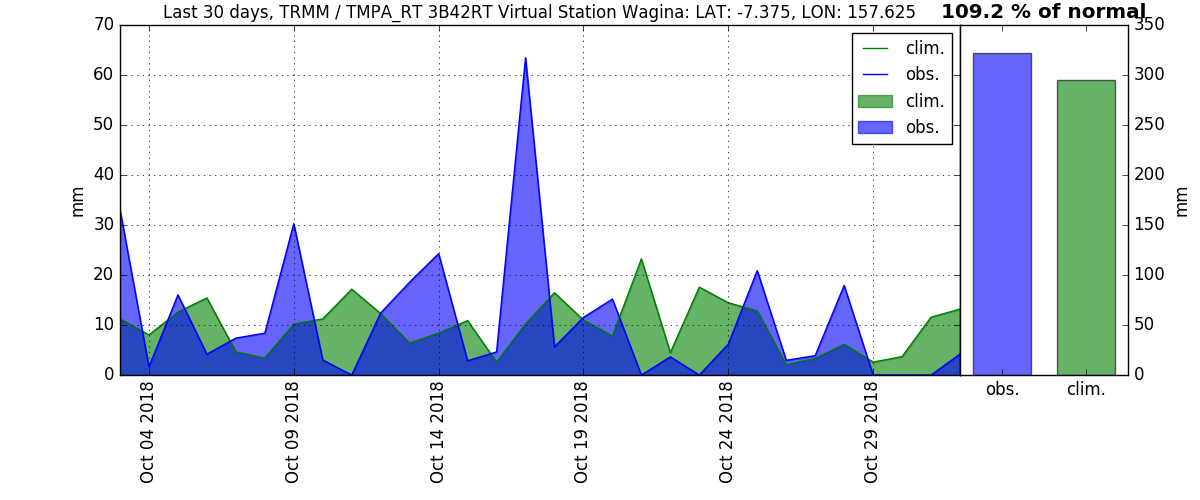 Last 30 days, TRMM / TMPA_RT 3B42RT Virtual Station Wagina: LAT: -7.375, LON: 157.625
109.2 % of normal
70
60
50
40
30
20
10
0
mm
clim.
obs.
clim.
obs.
Oct 04 2018
Oct 09 2018
Oct 14 2018
Oct 19 2018
Oct 24 2018
Oct 29 2018
350
300
250
200
150
100
50
0
mm
obs.
clim.